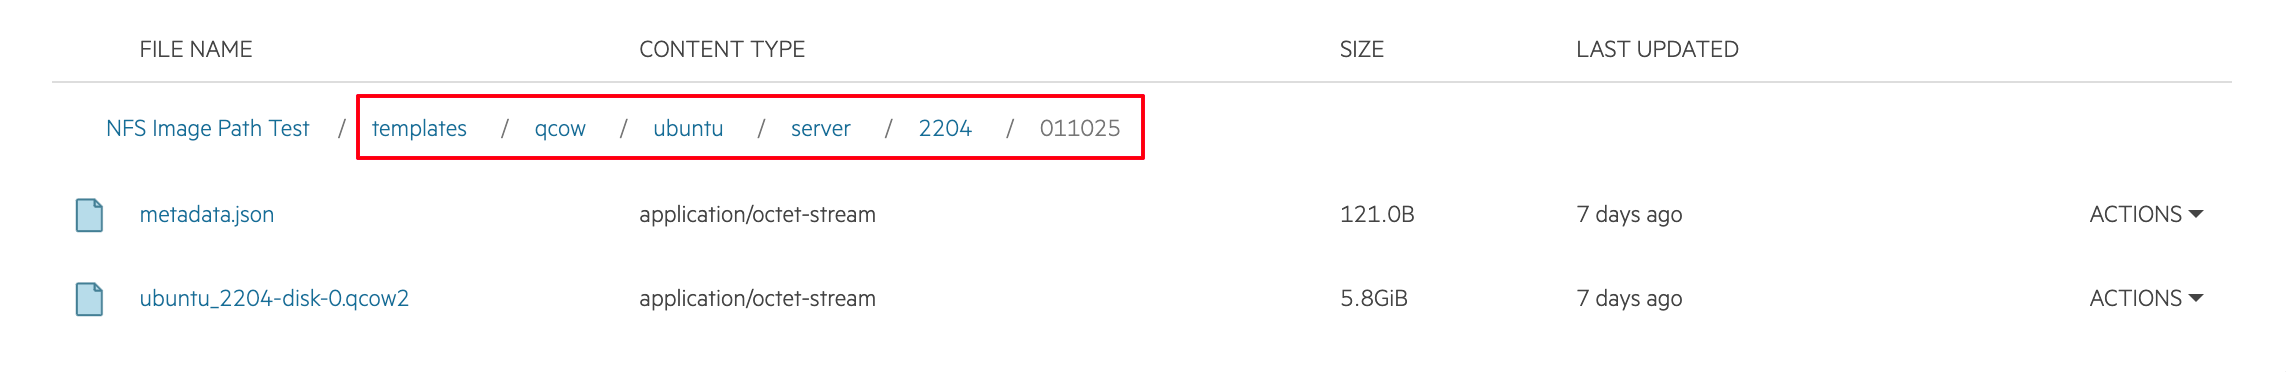 FILE NAME CONTENT TYPE SIZE LAST UPDATED
NFS Image Path Test / templates / qcow / ubuntu / server / 2204 / 011025
metadata.json application/octet-stream 121.0B 7 days ago ACTIONS
ubuntu_2204-disk-0.qcow2 application/octet-stream 5.8GiB 7 days ago ACTIONS